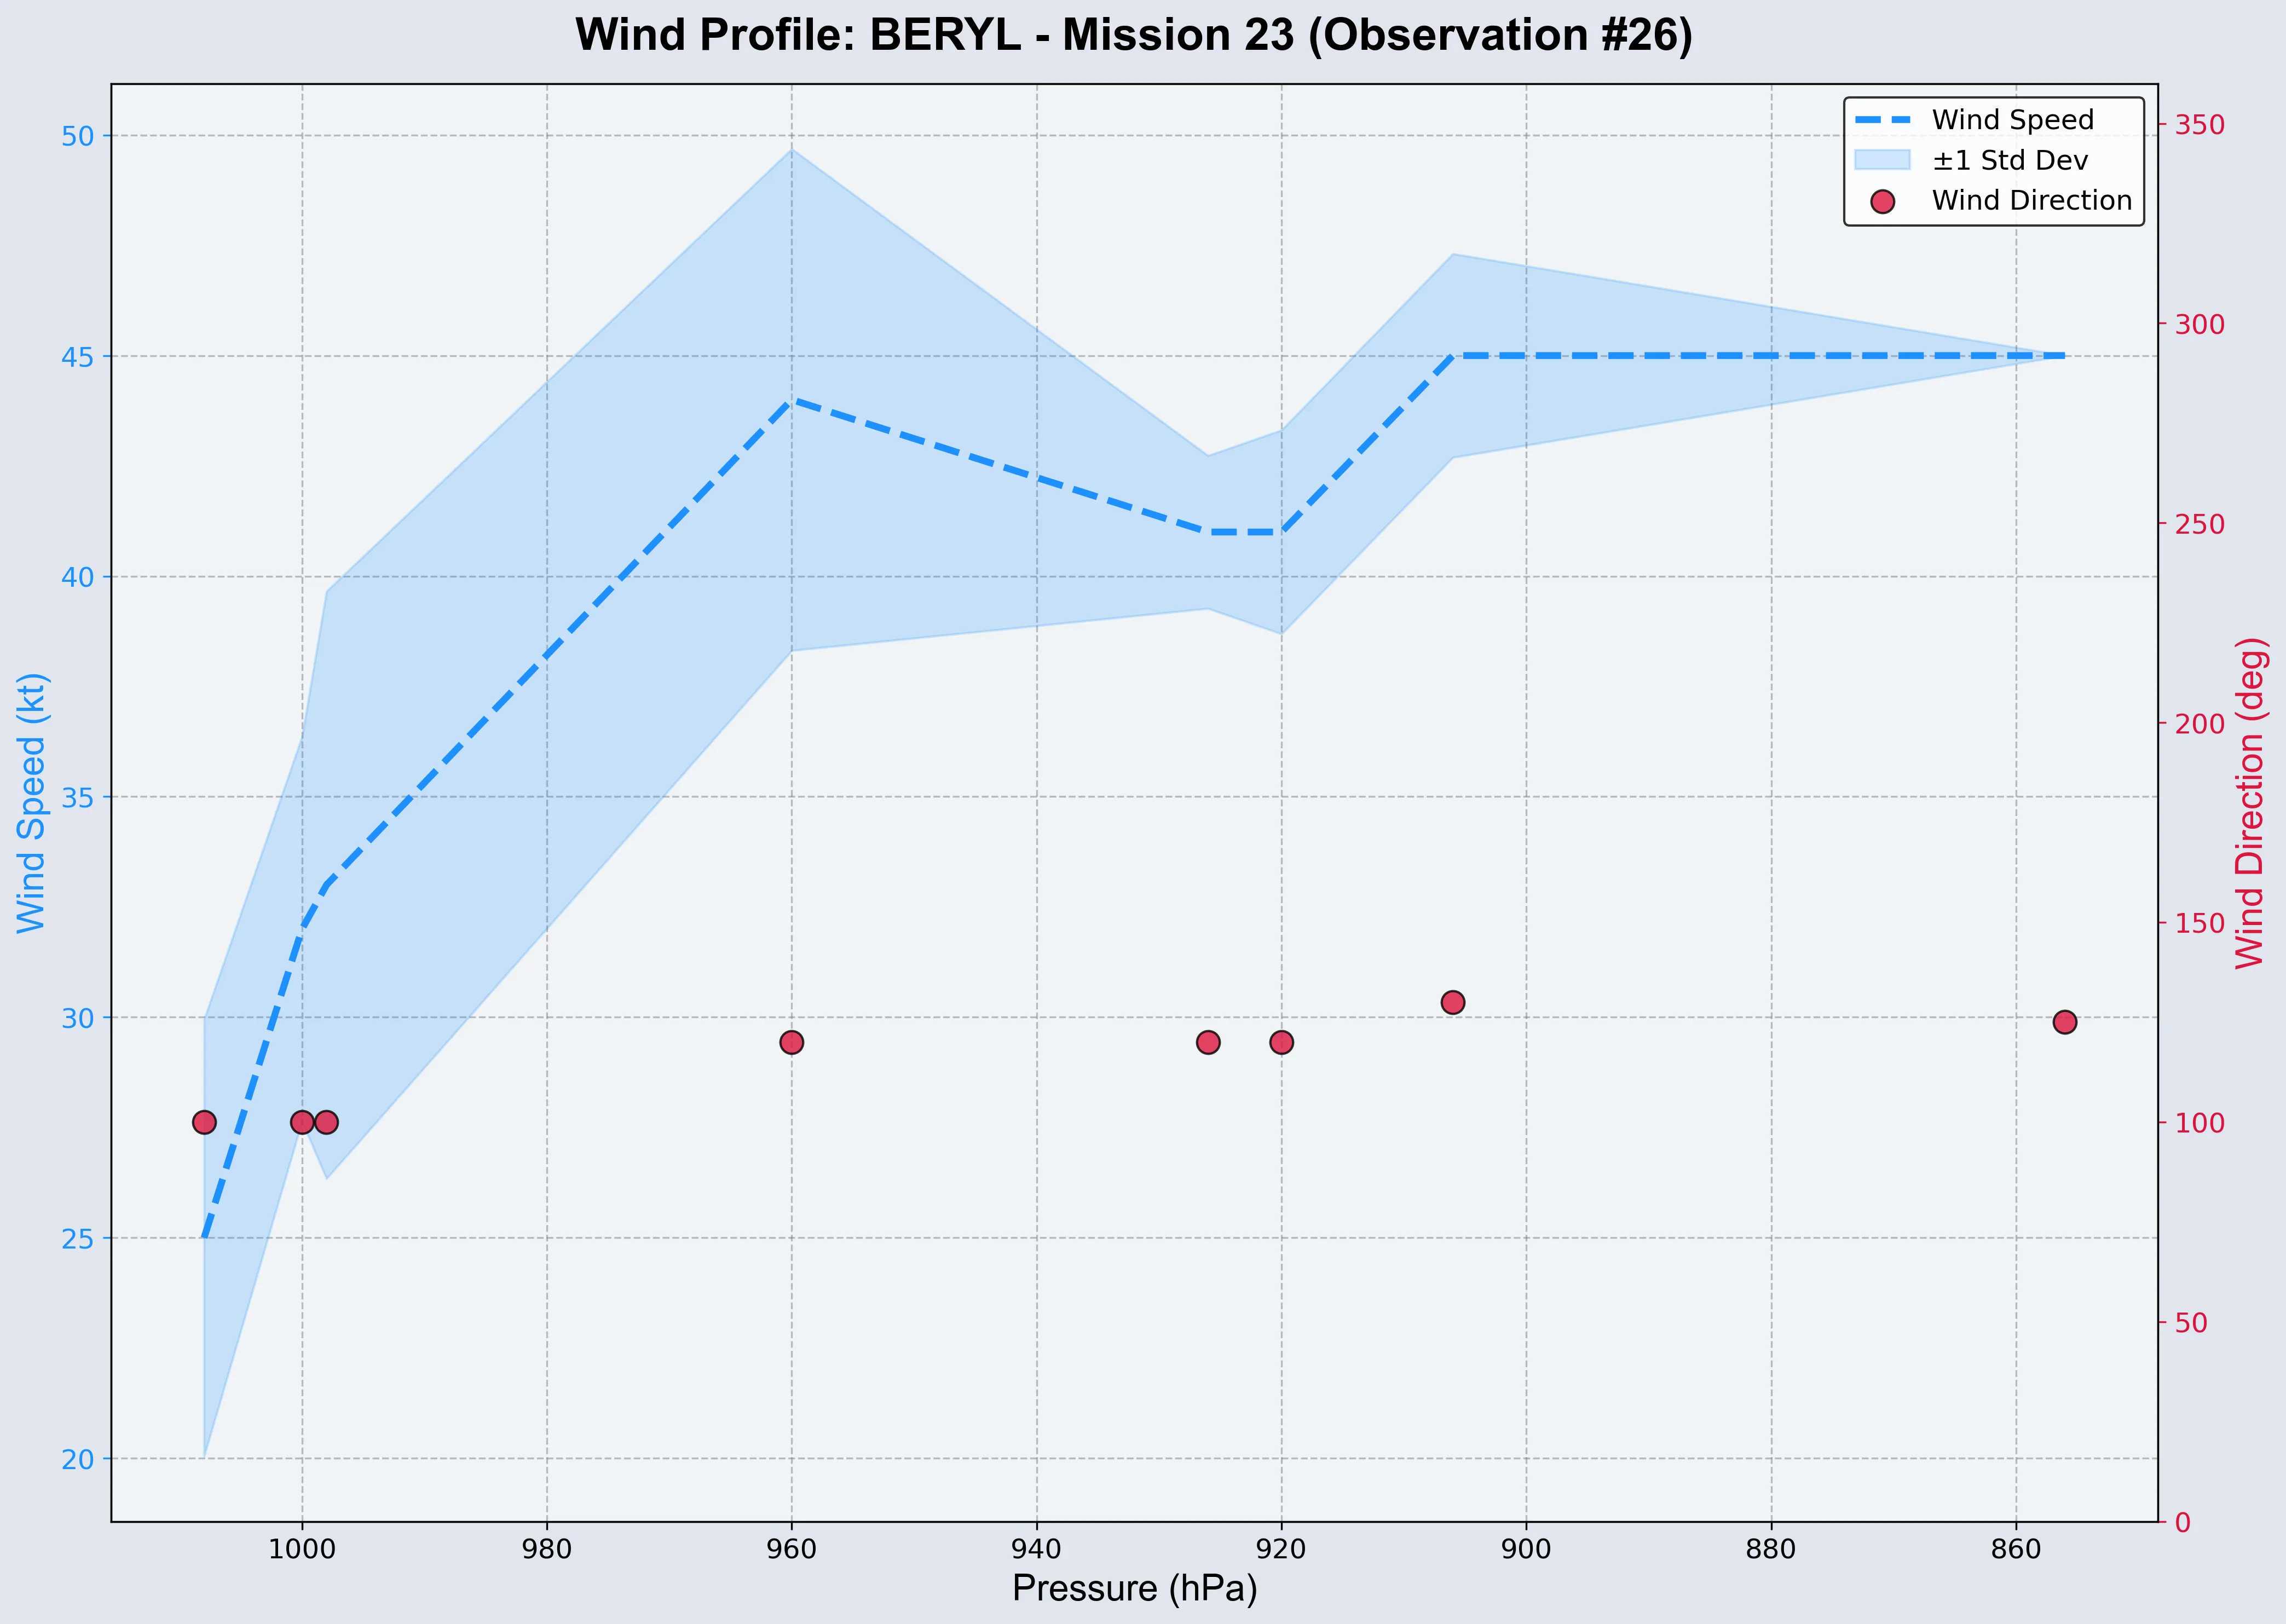 Wind Profile: BERYL - Mission 23 (Observation #26)
Wind Speed
±1 Std Dev
Wind Direction
Wind Speed (kt)
50
45
40
35
30
25
20
Wind Direction (deg)
350
300
250
200
150
100
50
0
1000 980 960 940 920 900 880 860
Pressure (hPa)